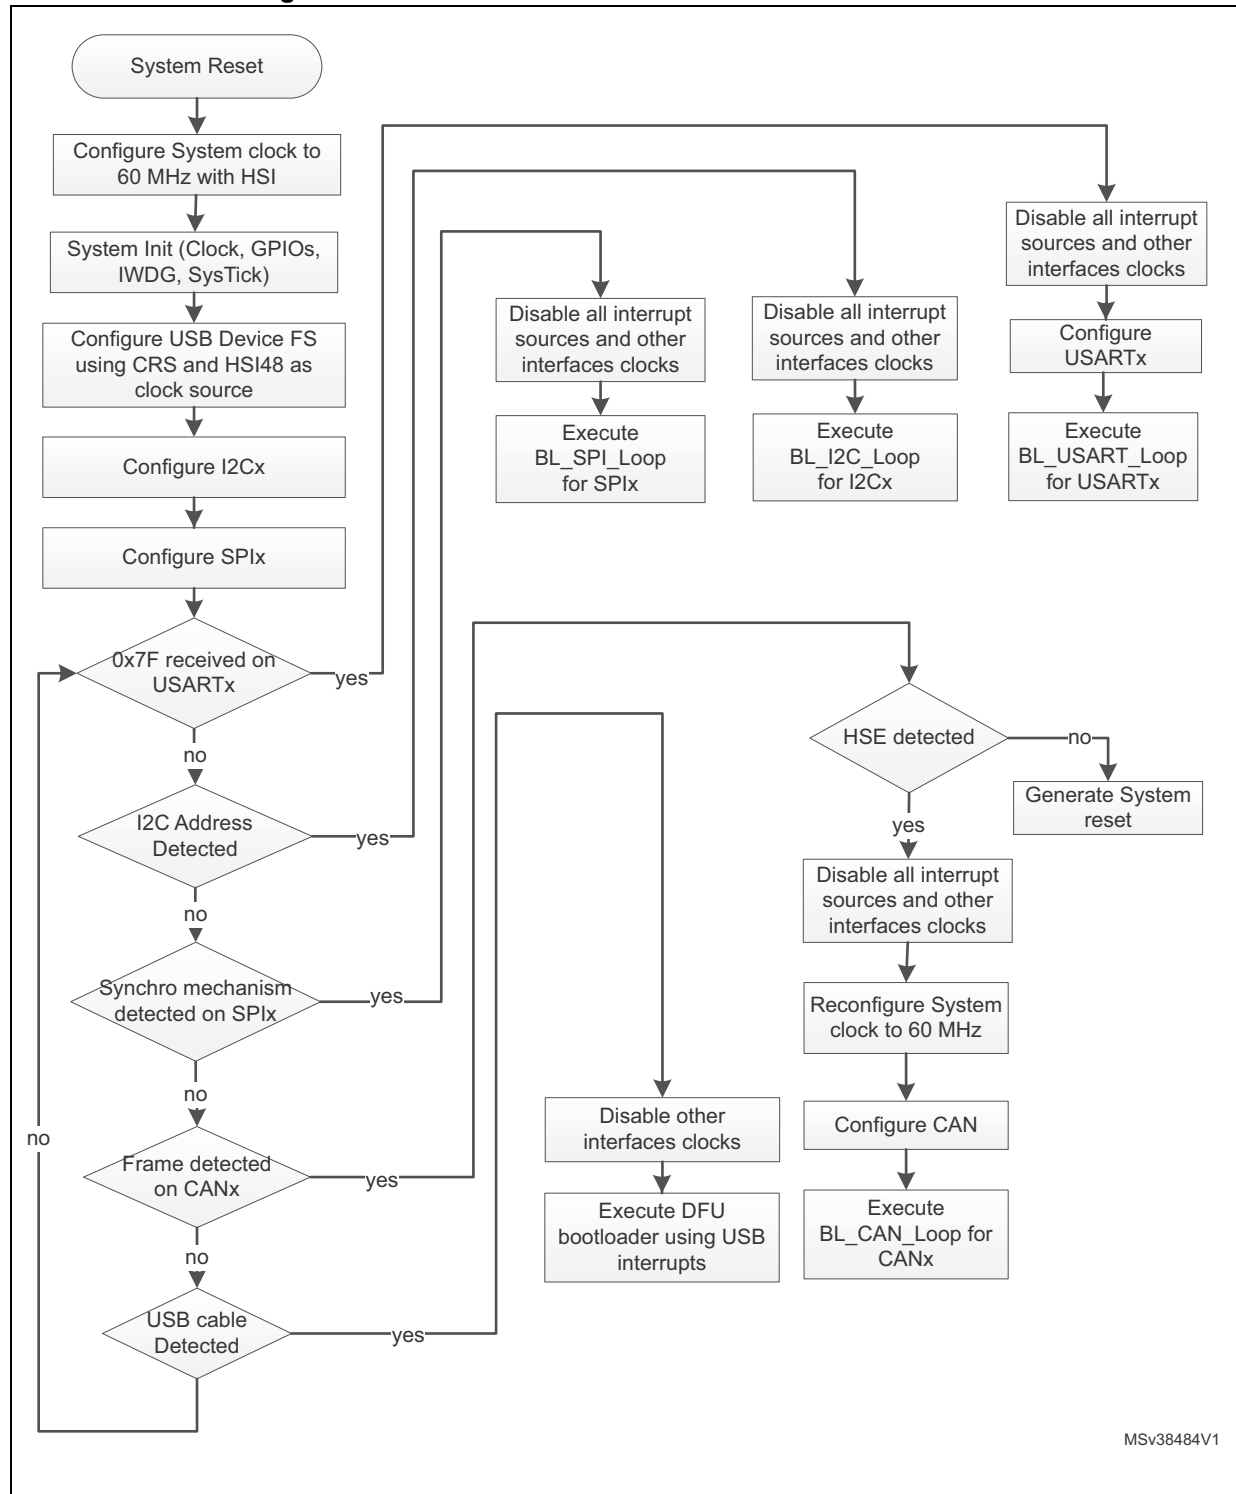 System Reset
Configure System clock to
60 MHz with HSI
System Init (Clock, GPIOs,
IWDG, SysTick)
Configure USB Device FS
using CRS and HSI48 as
clock source
Configure I2Cx
Configure SPIx
0x7F received on
USARTx
yes
no
I2C Address
Detected
yes
no
Synchro mechanism
detected on SPIx
yes
no
Frame detected
on CANx
yes
no
USB cable
Detected
yes
no
Disable all interrupt
sources and other
interfaces clocks
Execute
BL_SPI_Loop
for SPIx
Disable all interrupt
sources and other
interfaces clocks
Execute
BL_I2C_Loop
for I2Cx
Disable all interrupt
sources and other
interfaces clocks
Configure
USARTx
Execute
BL_USART_Loop
for USARTx
HSE detected
no
Generate System
reset
yes
Disable all interrupt
sources and other
interfaces clocks
Reconfigure System
clock to 60 MHz
Configure CAN
Execute
BL_CAN_Loop for
CANx
Disable other
interfaces clocks
Execute DFU
bootloader using USB
interrupts
MSv38484V1